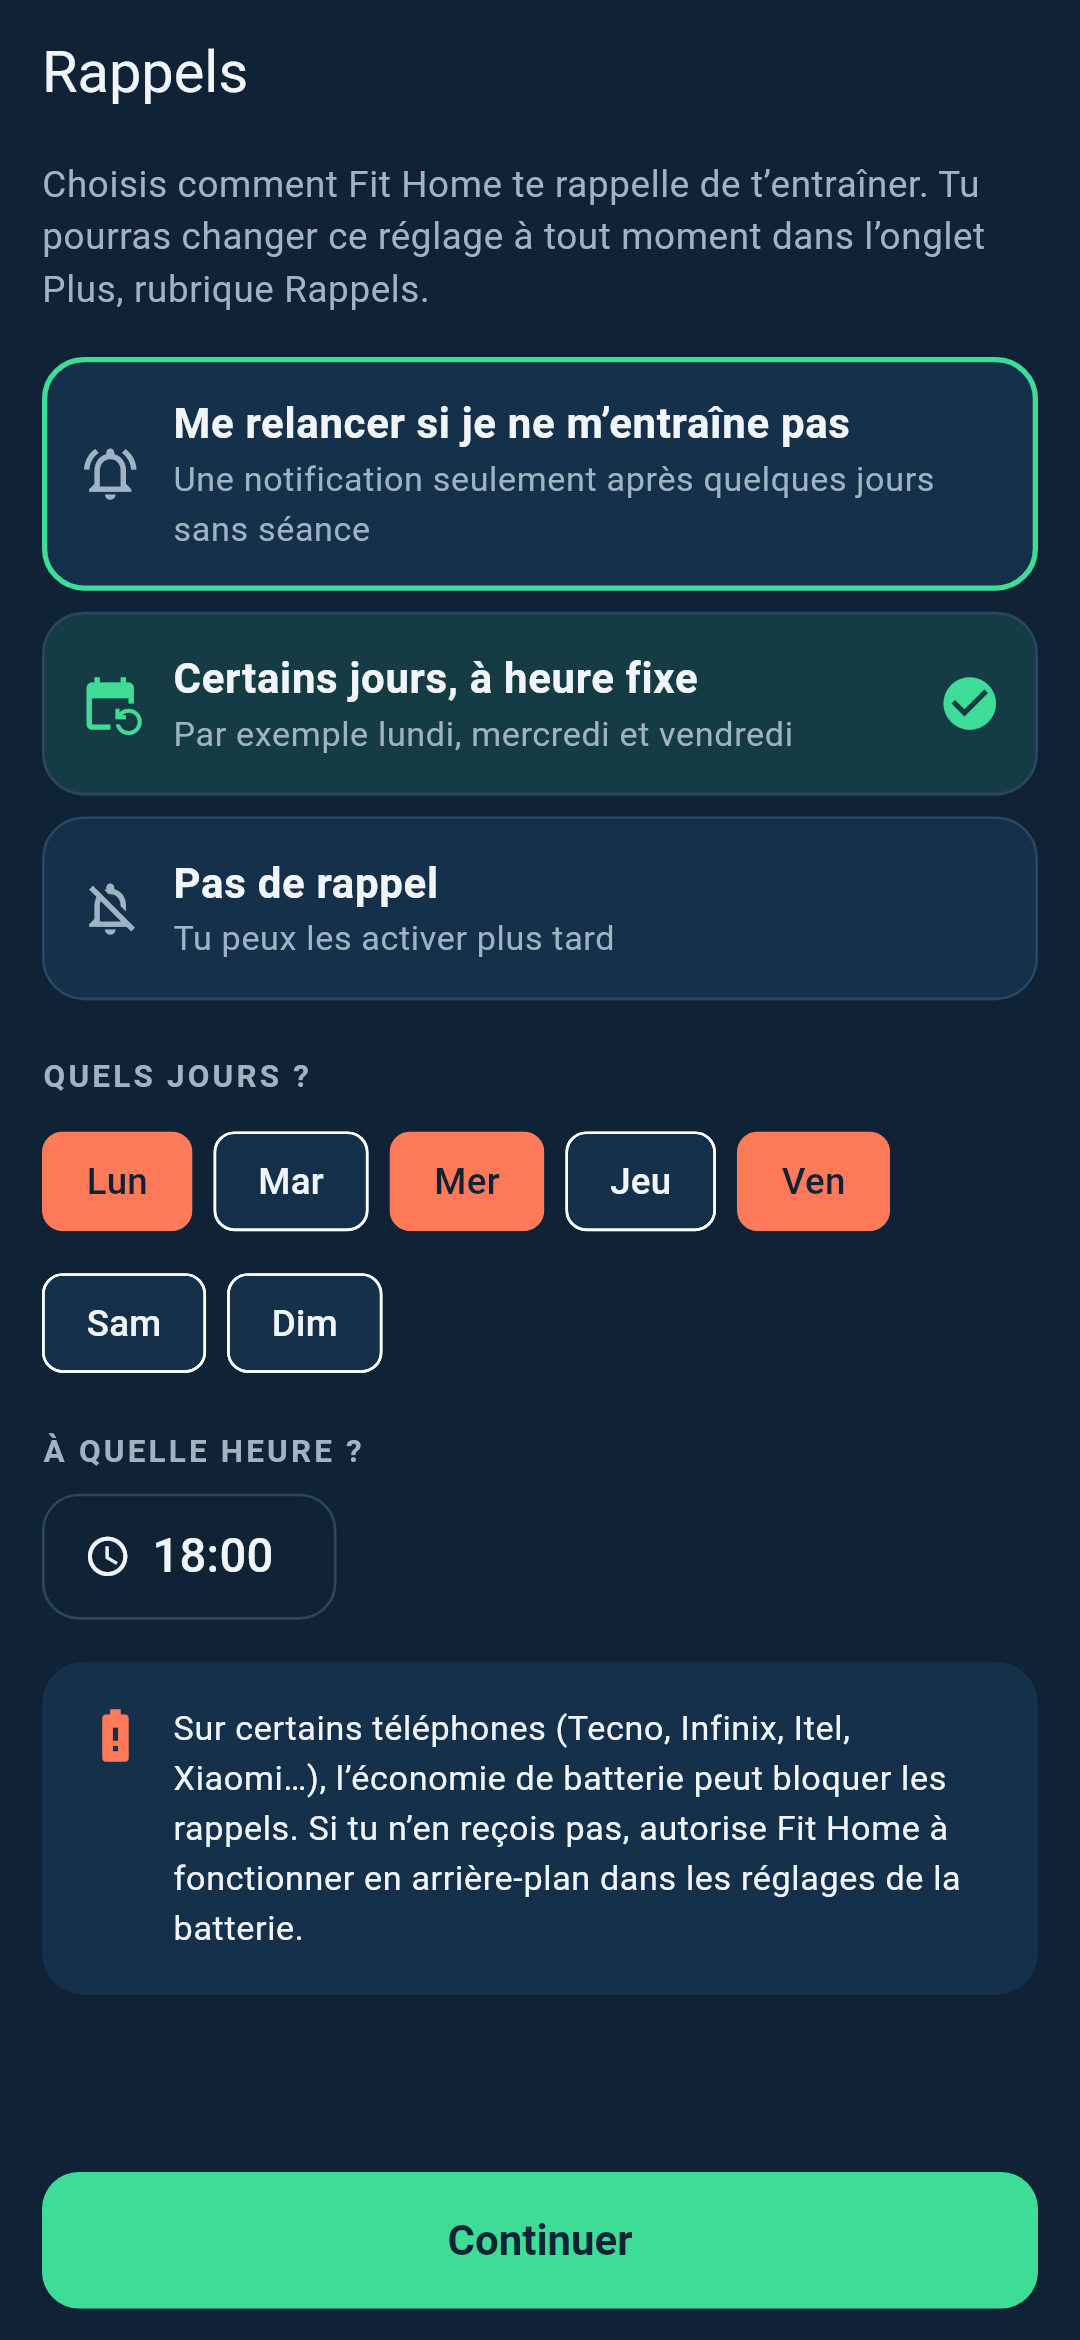 Rappels
Choisis comment Fit Home te rappelle de t’entraîner. Tu
pourras changer ce réglage à tout moment dans l’onglet
Plus, rubrique Rappels.
Me relancer si je ne m’entraîne pas
Une notification seulement après quelques jours
sans séance
Certains jours, à heure fixe
Par exemple lundi, mercredi et vendredi
Pas de rappel
Tu peux les activer plus tard
QUELS JOURS ?
Lun Mar Mer Jeu Ven
Sam Dim
À QUELLE HEURE ?
18:00
Sur certains téléphones (Tecno, Infinix, Itel,
Xiaomi…), l’économie de batterie peut bloquer les
rappels. Si tu n’en reçois pas, autorise Fit Home à
fonctionner en arrière-plan dans les réglages de la
batterie.
Continuer